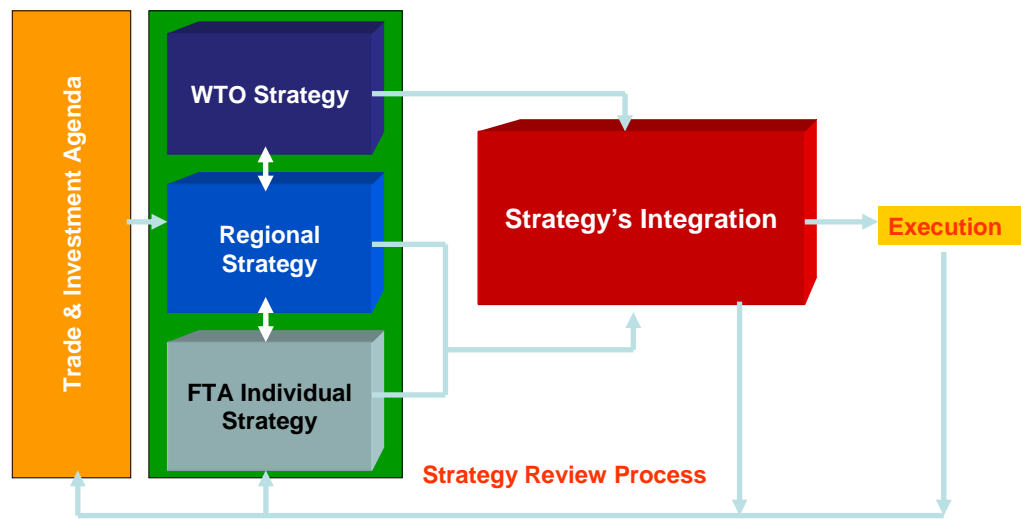 Trade & Investment Agenda
WTO Strategy
Regional
Strategy
FTA Individual
Strategy
Strategy's Integration
Execution
Strategy Review Process